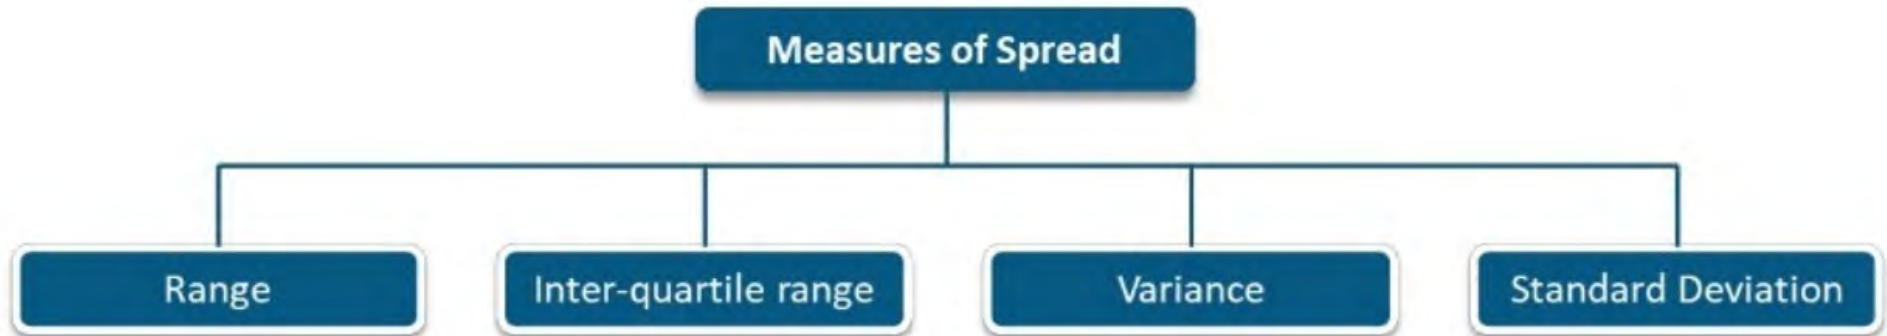 Measures of Spread
Range
Inter-quartile range
Variance
Standard Deviation